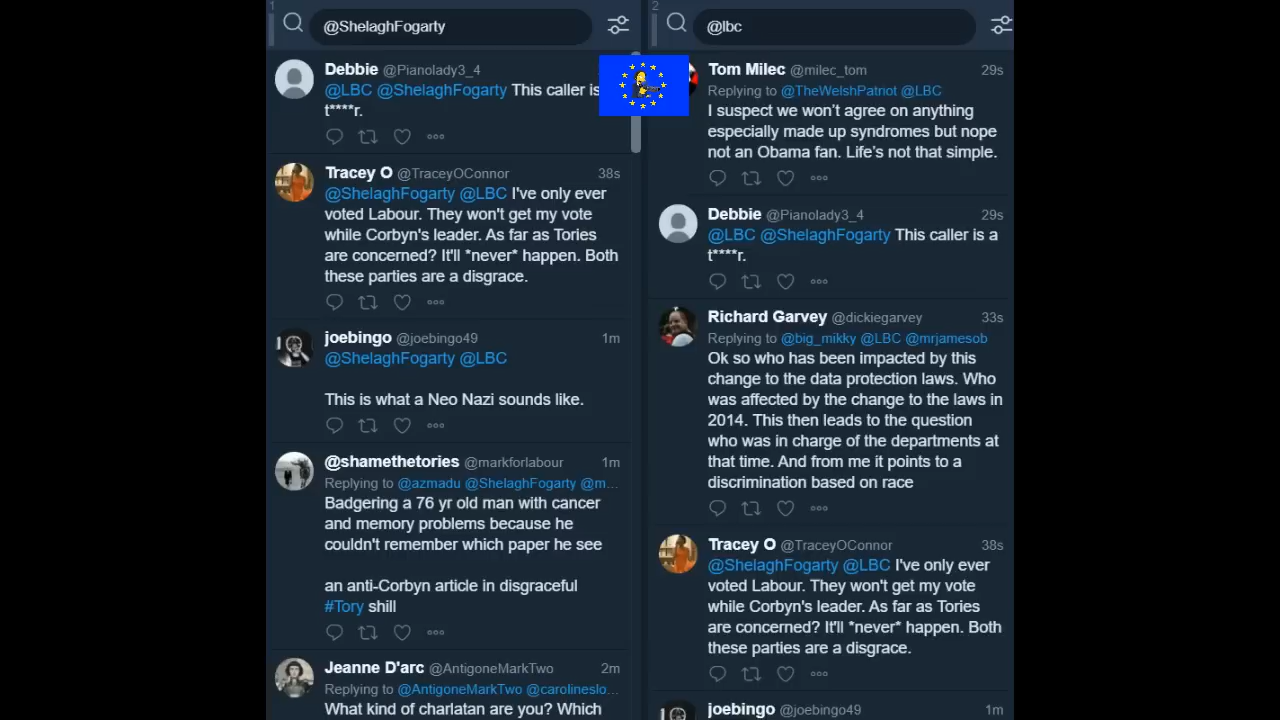 1
@ShelaghFogarty
Debbie @Pianolady3_4
@LBC @ShelaghFogarty This caller is
t****r.
Tracey O @TraceyOConnor 38s
@ShelaghFogarty @LBC I've only ever
voted Labour. They won't get my vote
while Corbyn's leader. As far as Tories
are concerned? It'll *never* happen. Both
these parties are a disgrace.
joebingo @joebingo49 1m
@ShelaghFogarty @LBC
This is what a Neo Nazi sounds like.
@shamethetories @markforlabour 1m
Replying to @azmadu @ShelaghFogarty @m...
Badgering a 76 yr old man with cancer
and memory problems because he
couldn't remember which paper he see
an anti-Corbyn article in disgraceful
#Tory shill
Jeanne D'arc @AntigoneMarkTwo 2m
Replying to @AntigoneMarkTwo @carolineslo...
What kind of charlatan are you? Which
2
@lbc
Tom Milec @milec_tom 29s
Replying to @TheWelshPatriot @LBC
I suspect we won't agree on anything
especially made up syndromes but nope
not an Obama fan. Life's not that simple.
Debbie @Pianolady3_4 29s
@LBC @ShelaghFogarty This caller is a
t****r.
Richard Garvey @dickiegarvey 33s
Replying to @big_mikky @LBC @mrjamesob
Ok so who has been impacted by this
change to the data protection laws. Who
was affected by the change to the laws in
2014. This then leads to the question
who was in charge of the departments at
that time. And from me it points to a
discrimination based on race
Tracey O @TraceyOConnor 38s
@ShelaghFogarty @LBC I've only ever
voted Labour. They won't get my vote
while Corbyn's leader. As far as Tories
are concerned? It'll *never* happen. Both
these parties are a disgrace.
joebingo @joebingo49 1m